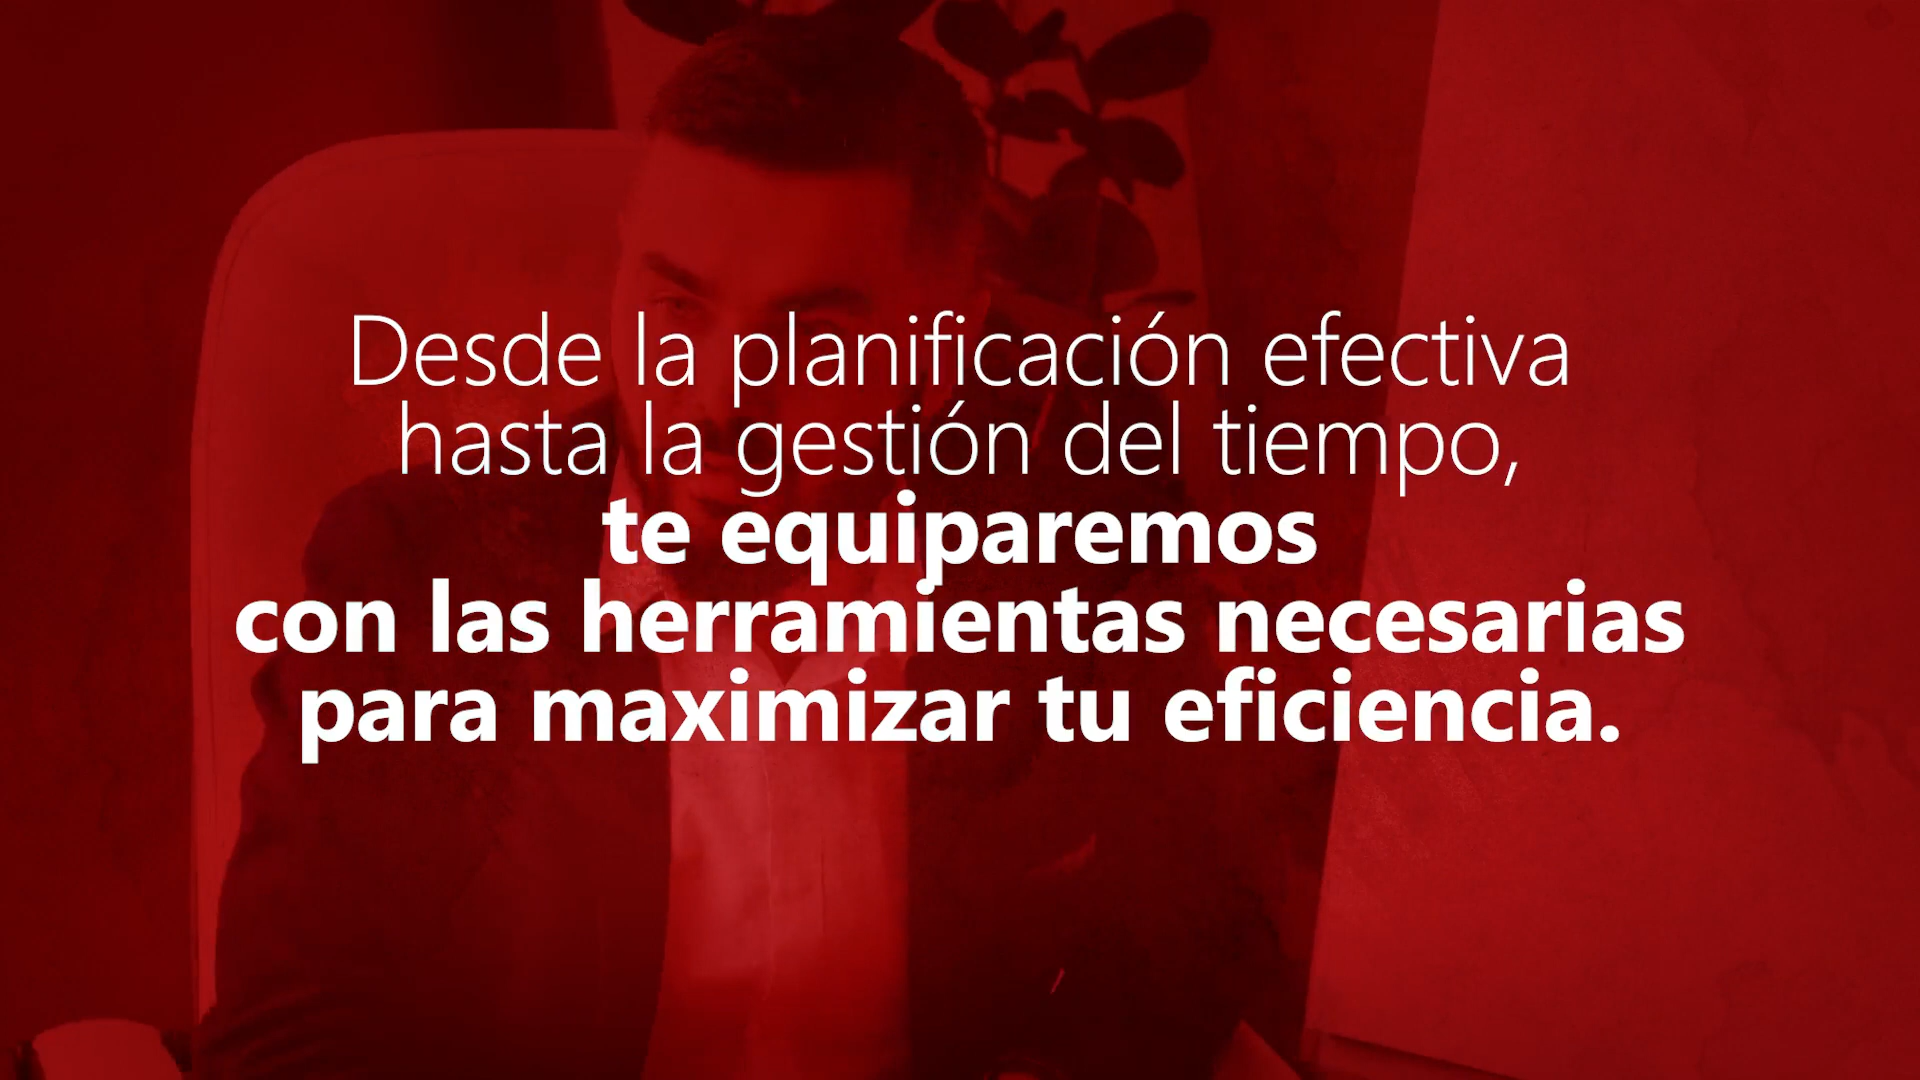 Desde la planificación efectiva
hasta la gestión del tiempo,
te equiparemos
con las herramientas necesarias
para maximizar tu eficiencia.